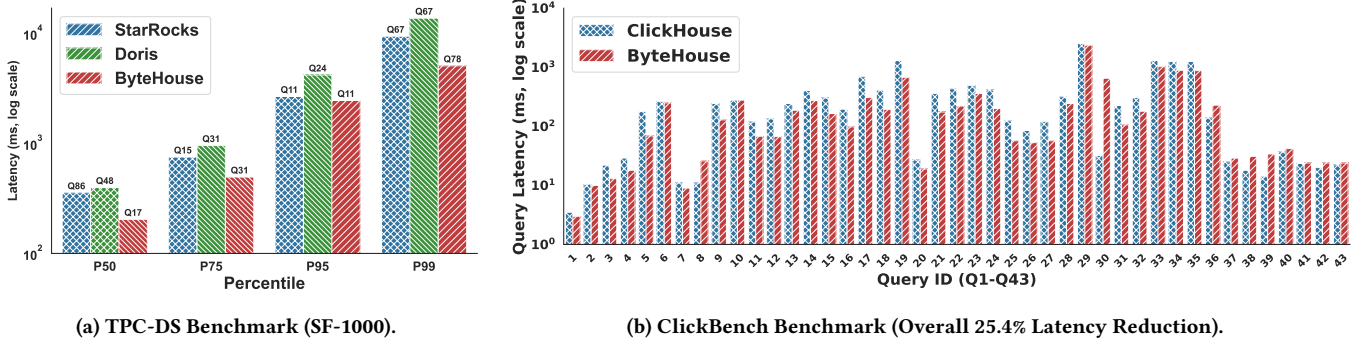 StarRocks
Doris
ByteHouse
Latency (ms, log scale)
10⁴
10³
10²
Q86
Q48
Q17
Q15
Q31
Q31
Q11
Q24
Q11
Q67
Q67
Q78
P50 P75 P95 P99
Percentile
(a) TPC-DS Benchmark (SF-1000).
ClickHouse
ByteHouse
Query Latency (ms, log scale)
10⁴
10³
10²
10¹
10⁰
1 2 3 4 5 6 7 8 9 10 11 12 13 14 15 16 17 18 19 20 21 22 23 24 25 26 27 28 29 30 31 32 33 34 35 36 37 38 39 40 41 42 43
Query ID (Q1-Q43)
(b) ClickBench Benchmark (Overall 25.4% Latency Reduction).